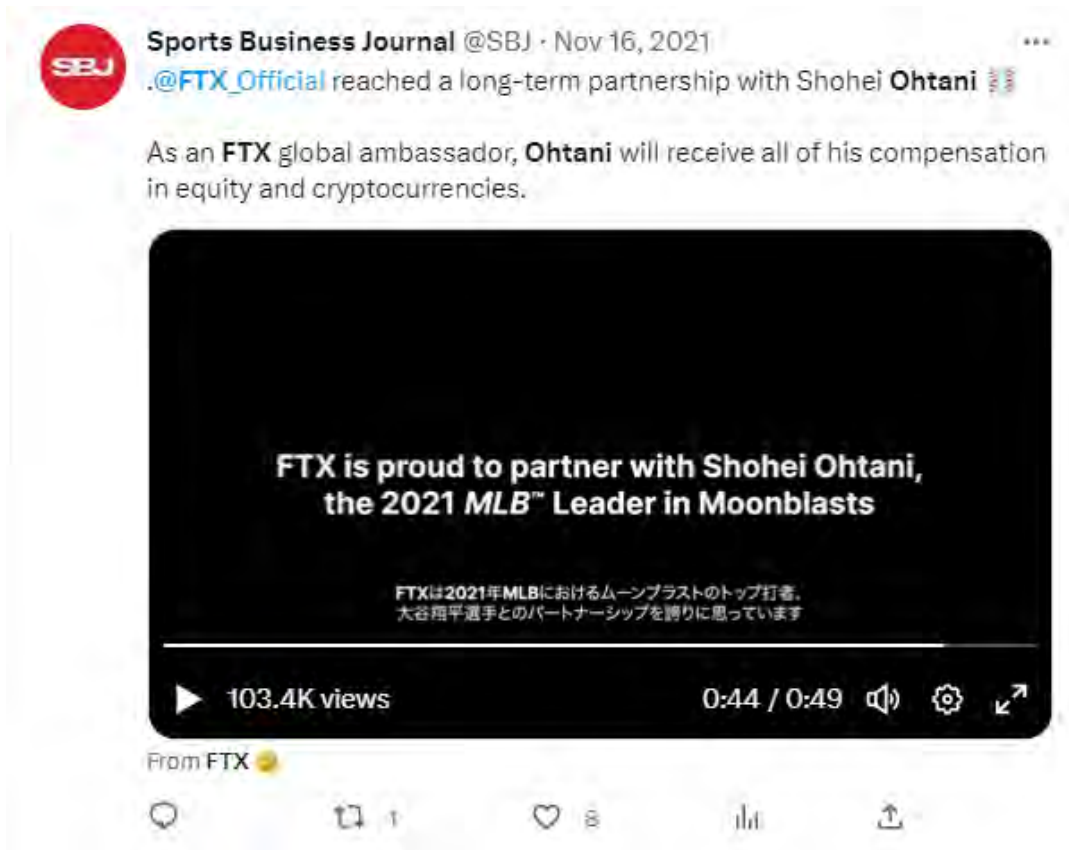 SBJ
Sports Business Journal @SBJ · Nov 16, 2021
.@FTX_Official reached a long-term partnership with Shohei Ohtani
As an FTX global ambassador, Ohtani will receive all of his compensation
in equity and cryptocurrencies.
FTX is proud to partner with Shohei Ohtani,
the 2021 MLB™ Leader in Moonblasts
FTXは2021年MLBにおけるムーンブラストのトップ打者、
大谷翔平選手とのパートナーシップを誇りに思っています
103.4K views
0:44 / 0:49
From FTX
1
8